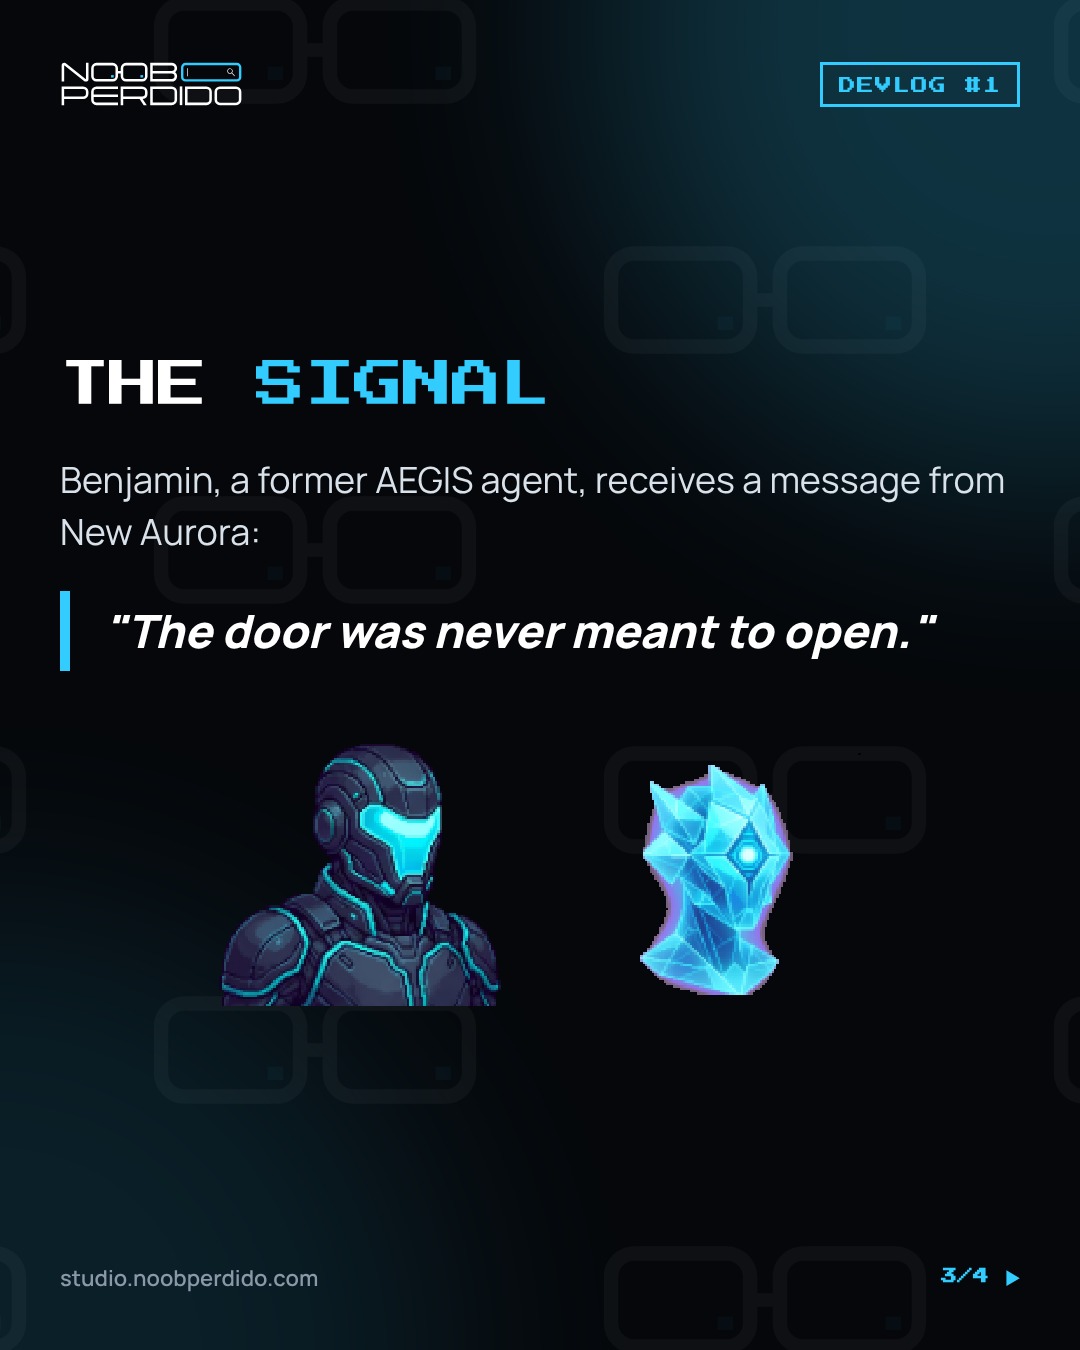 NOOB
PERDIDO
DEVLOG #1
THE SIGNAL
Benjamin, a former AEGIS agent, receives a message from
New Aurora:
"The door was never meant to open."
studio.noobperdido.com
3/4